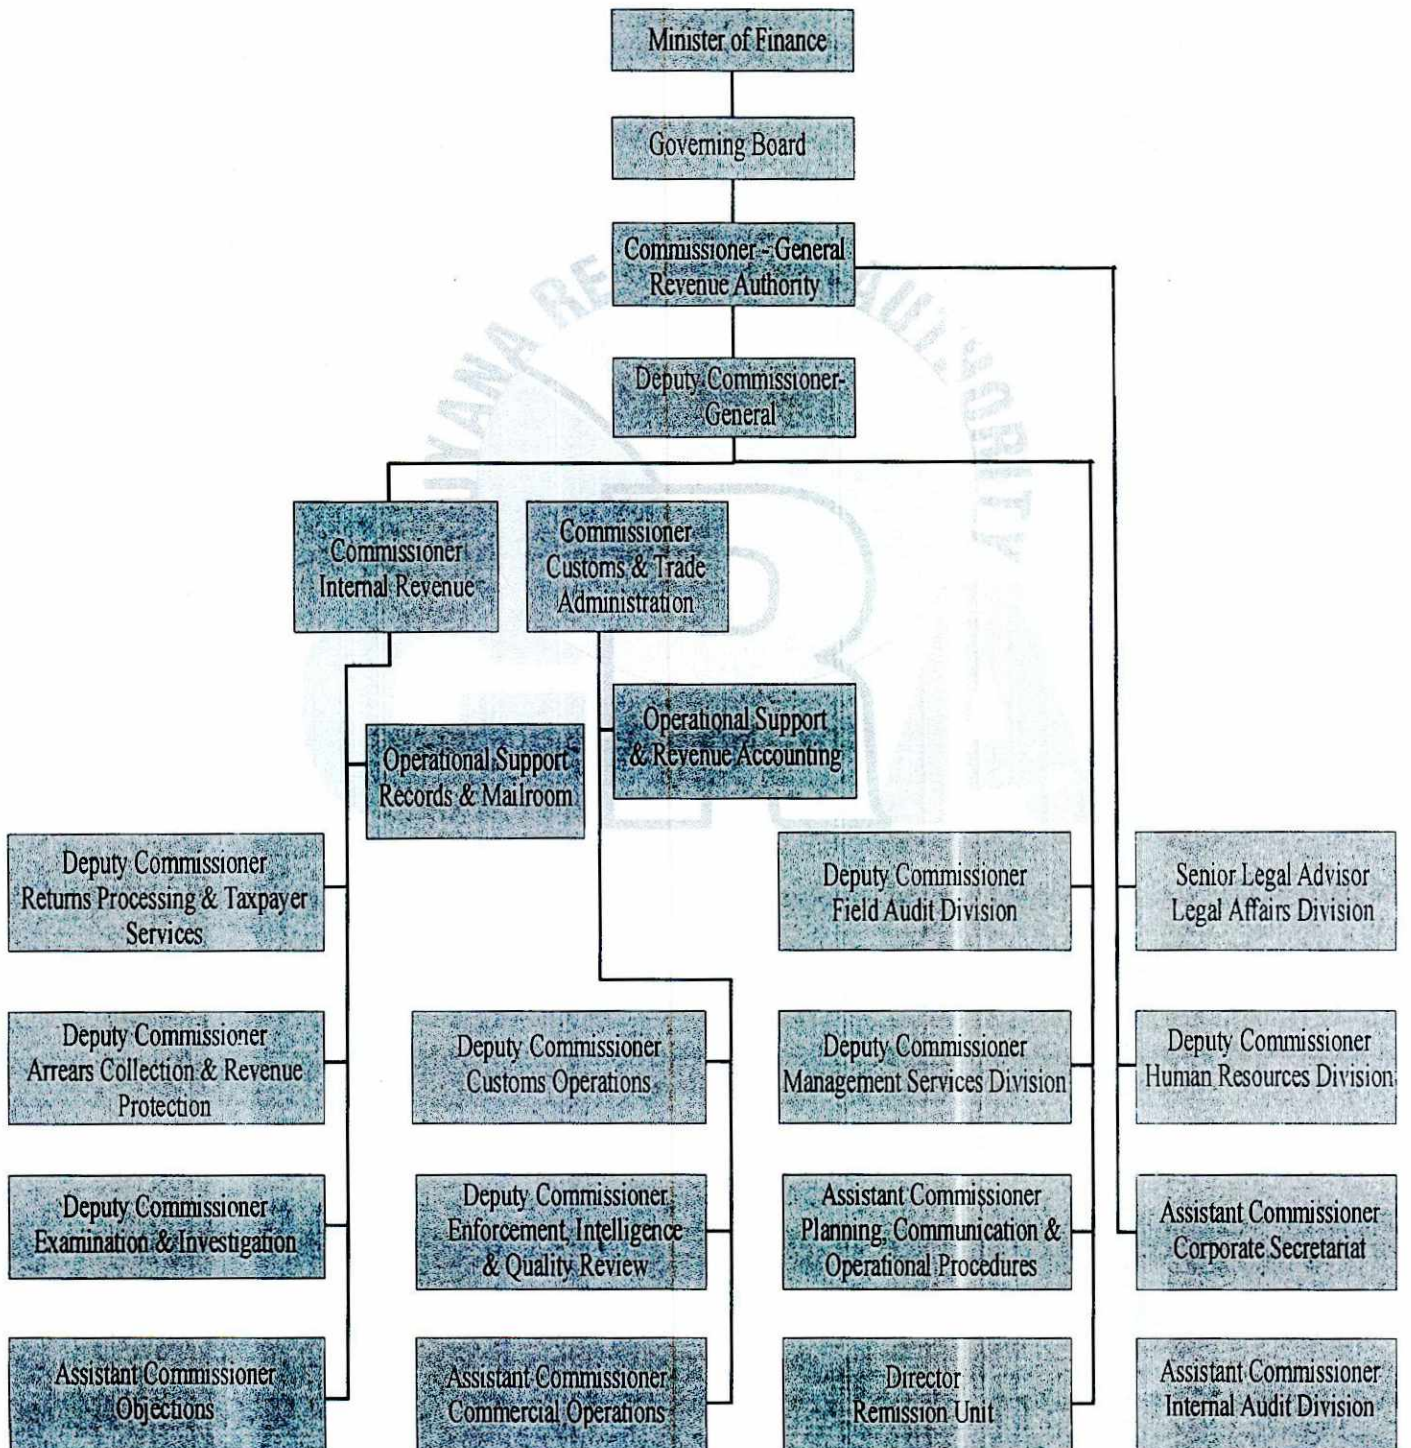 Minister of Finance
Governing Board
Commissioner - General
Revenue Authority
Deputy Commissioner-
General
Commissioner
Internal Revenue
Commissioner
Customs & Trade
Administration
Operational Support
& Revenue Accounting
Operational Support
Records & Mailroom
Deputy Commissioner
Returns Processing & Taxpayer
Services
Deputy Commissioner
Field Audit Division
Senior Legal Advisor
Legal Affairs Division
Deputy Commissioner
Arrears Collection & Revenue
Protection
Deputy Commissioner
Customs Operations
Deputy Commissioner
Management Services Division
Deputy Commissioner
Human Resources Division
Deputy Commissioner
Examination & Investigation
Deputy Commissioner
Enforcement, Intelligence
& Quality Review
Assistant Commissioner
Planning, Communication &
Operational Procedures
Assistant Commissioner
Corporate Secretariat
Assistant Commissioner
Objections
Assistant Commissioner
Commercial Operations
Director
Remission Unit
Assistant Commissioner
Internal Audit Division
GRA